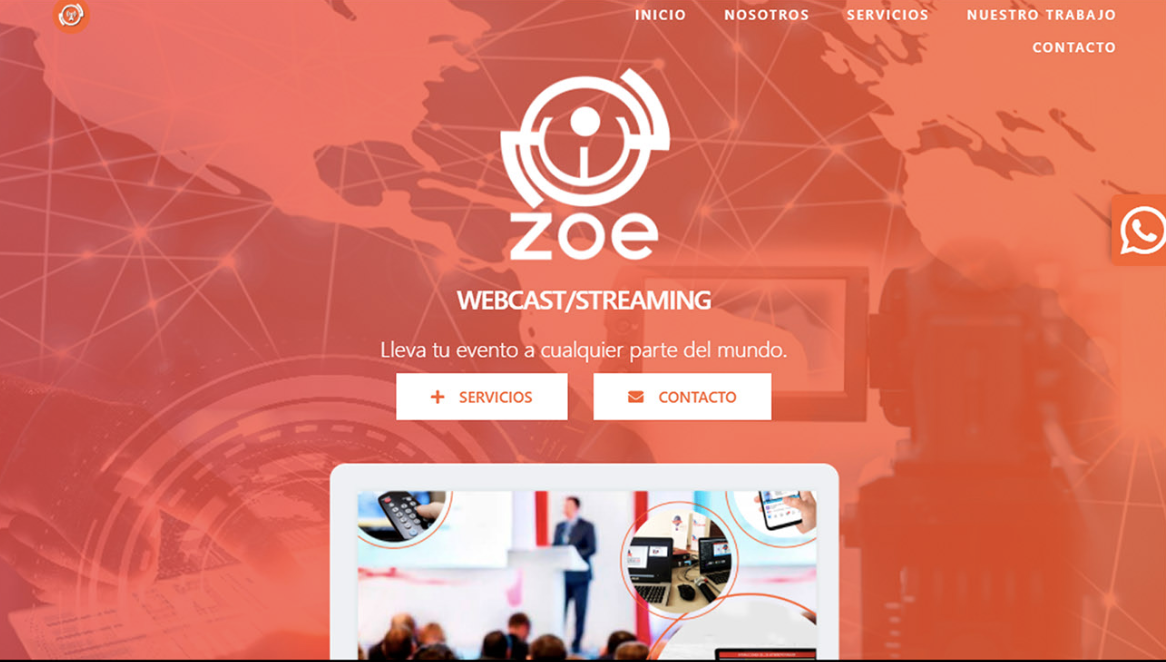 INICIO NOSOTROS SERVICIOS NUESTRO TRABAJO
CONTACTO
zoe
WEBCAST/STREAMING
Lleva tu evento a cualquier parte del mundo.
SERVICIOS CONTACTO